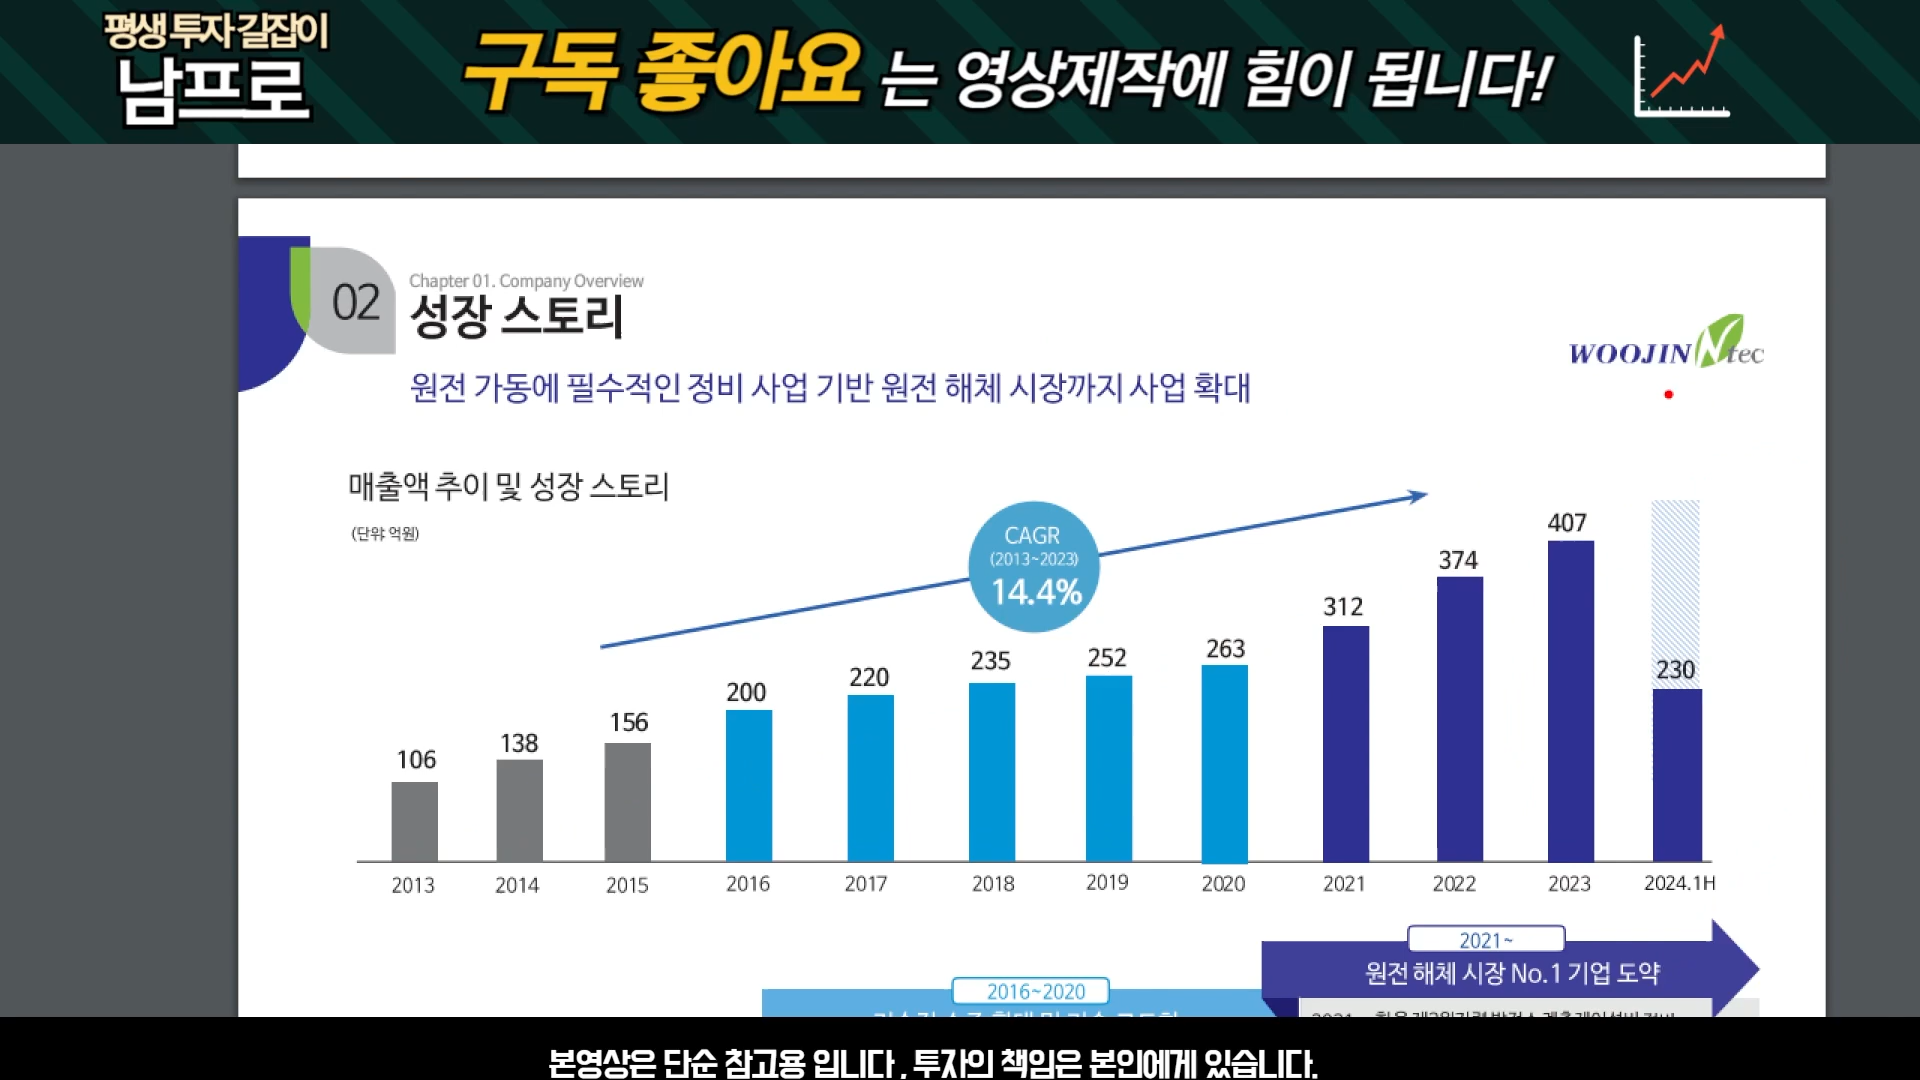 평생 투자 길잡이
남프로
구독 좋아요 는 영상제작에 힘이 됩니다!
02
Chapter 01. Company Overview
성장 스토리
WOOJIN Ntec
원전 가동에 필수적인 정비 사업 기반 원전 해체 시장까지 사업 확대
매출액 추이 및 성장 스토리
(단위: 억원)
CAGR
(2013~2023)
14.4%
106 138 156 200 220 235 252 263 312 374 407 230
2013 2014 2015 2016 2017 2018 2019 2020 2021 2022 2023 2024.1H
2021~
원전 해체 시장 No.1 기업 도약
2016~2020
본영상은 단순 참고용 입니다 , 투자의 책임은 본인에게 있습니다.